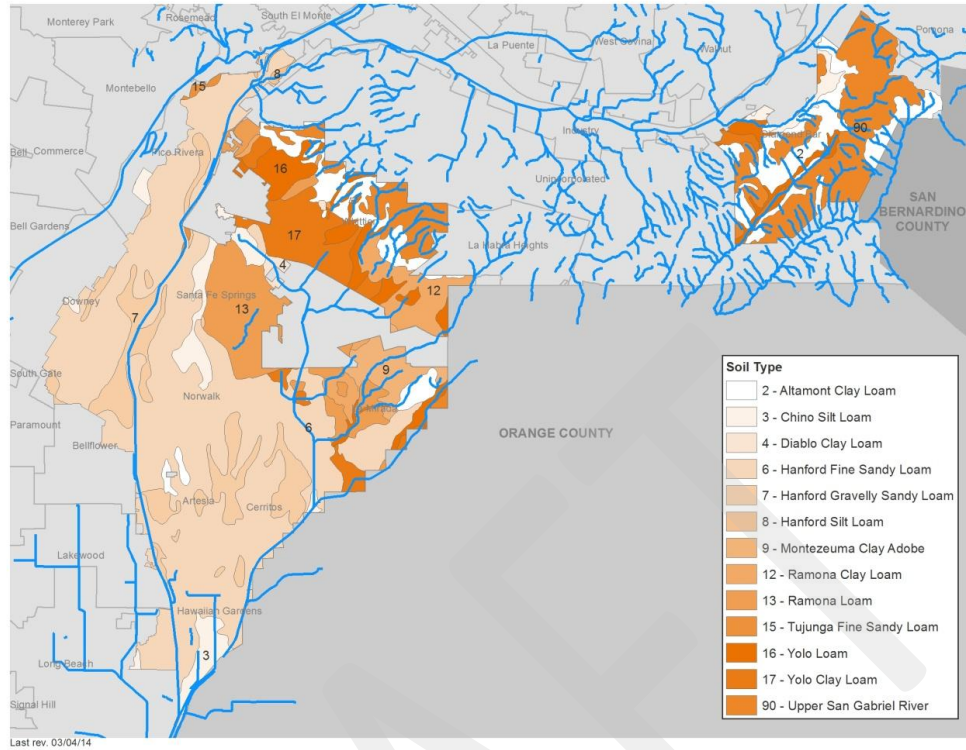 Monterey Park
Rosemead
South El Monte
La Puente
West Covina
Walnut
Pomona
8
15
Montebello
Bell
Commerce
Pico Rivera
16
Industry
Diamond Bar
2
90
Unincorporated
SAN
BERNARDINO
COUNTY
Bell Gardens
17
Whittier
La Habra Heights
4
Santa Fe Springs
12
13
Downey
7
South Gate
9
Norwalk
La Mirada
Paramount
6
ORANGE COUNTY
Bellflower
Artesia
Cerritos
Lakewood
Hawaiian Gardens
3
Long Beach
Signal Hill
Soil Type
2 - Altamont Clay Loam
3 - Chino Silt Loam
4 - Diablo Clay Loam
6 - Hanford Fine Sandy Loam
7 - Hanford Gravelly Sandy Loam
8 - Hanford Silt Loam
9 - Montezeuma Clay Adobe
12 - Ramona Clay Loam
13 - Ramona Loam
15 - Tujunga Fine Sandy Loam
16 - Yolo Loam
17 - Yolo Clay Loam
90 - Upper San Gabriel River
Last rev. 03/04/14